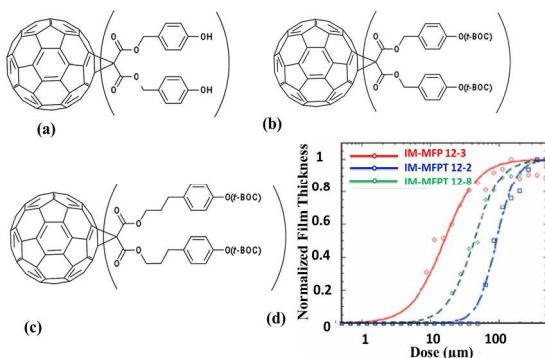 O
O
OH
O
O
OH
(a)
O
O
O(t-BOC)
O
O
O(t-BOC)
(b)
O
O
O(t-BOC)
O
O
O(t-BOC)
(c)
(d)
Normalized Film Thickness
1
0.8
0.6
0.4
0.2
0
IM-MFP 12-3
IM-MFPT 12-2
IM-MFPT 12-8
1
10
100
Dose (µm)